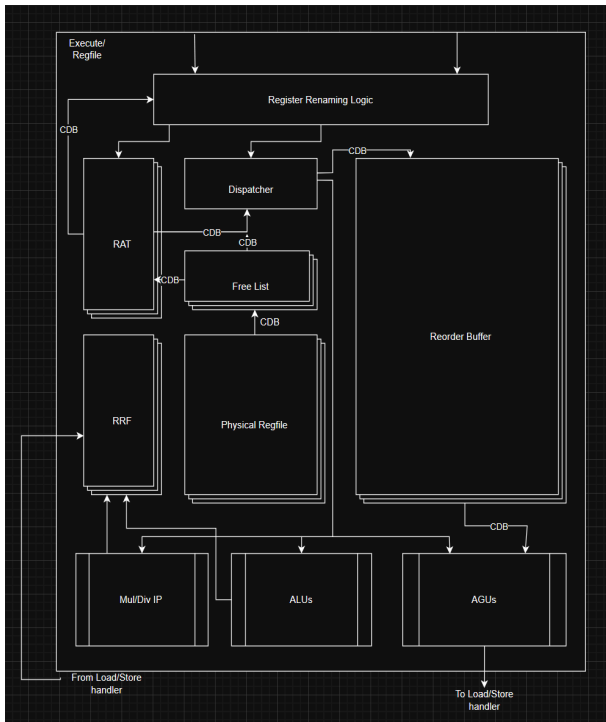 Execute/
Regfile
Register Renaming Logic
CDB
CDB
Dispatcher
RAT
CDB
CDB
CDB
Free List
CDB
Reorder Buffer
RRF
Physical Regfile
CDB
Mul/Div IP
ALUs
AGUs
From Load/Store
handler
To Load/Store
handler